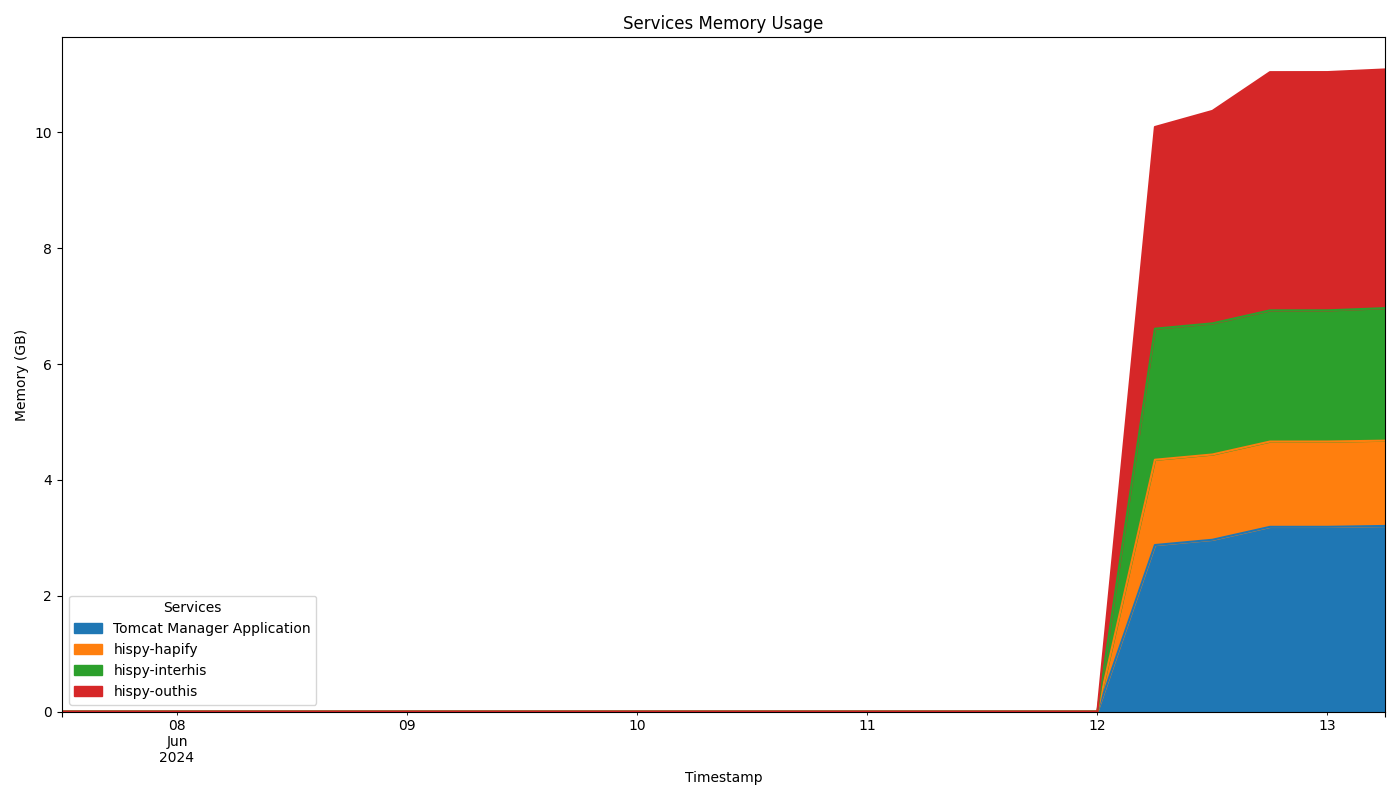 Services Memory Usage
10
8
6
4
2
0
Memory (GB)
Services
Tomcat Manager Application
hispy-hapify
hispy-interhis
hispy-outhis
08
Jun
2024
09
10
11
12
13
Timestamp